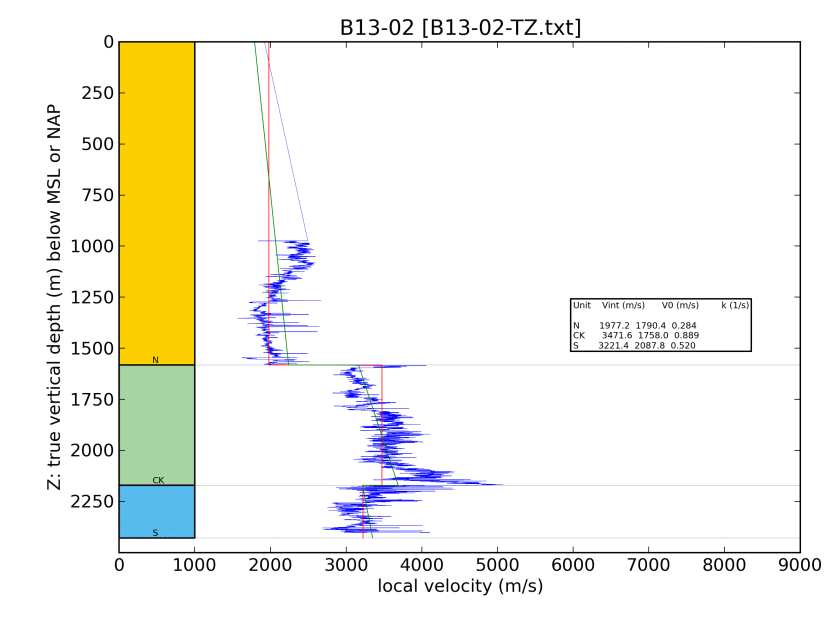 B13-02 [B13-02-TZ.txt]
Z: true vertical depth (m) below MSL or NAP
0
250
500
750
1000
1250
1500
1750
2000
2250
N
CK
S
Unit Vint (m/s) V0 (m/s) k (1/s)
N 1977.2 1790.4 0.284
CK 3471.6 1758.0 0.889
S 3221.4 2087.8 0.520
0 1000 2000 3000 4000 5000 6000 7000 8000 9000
local velocity (m/s)